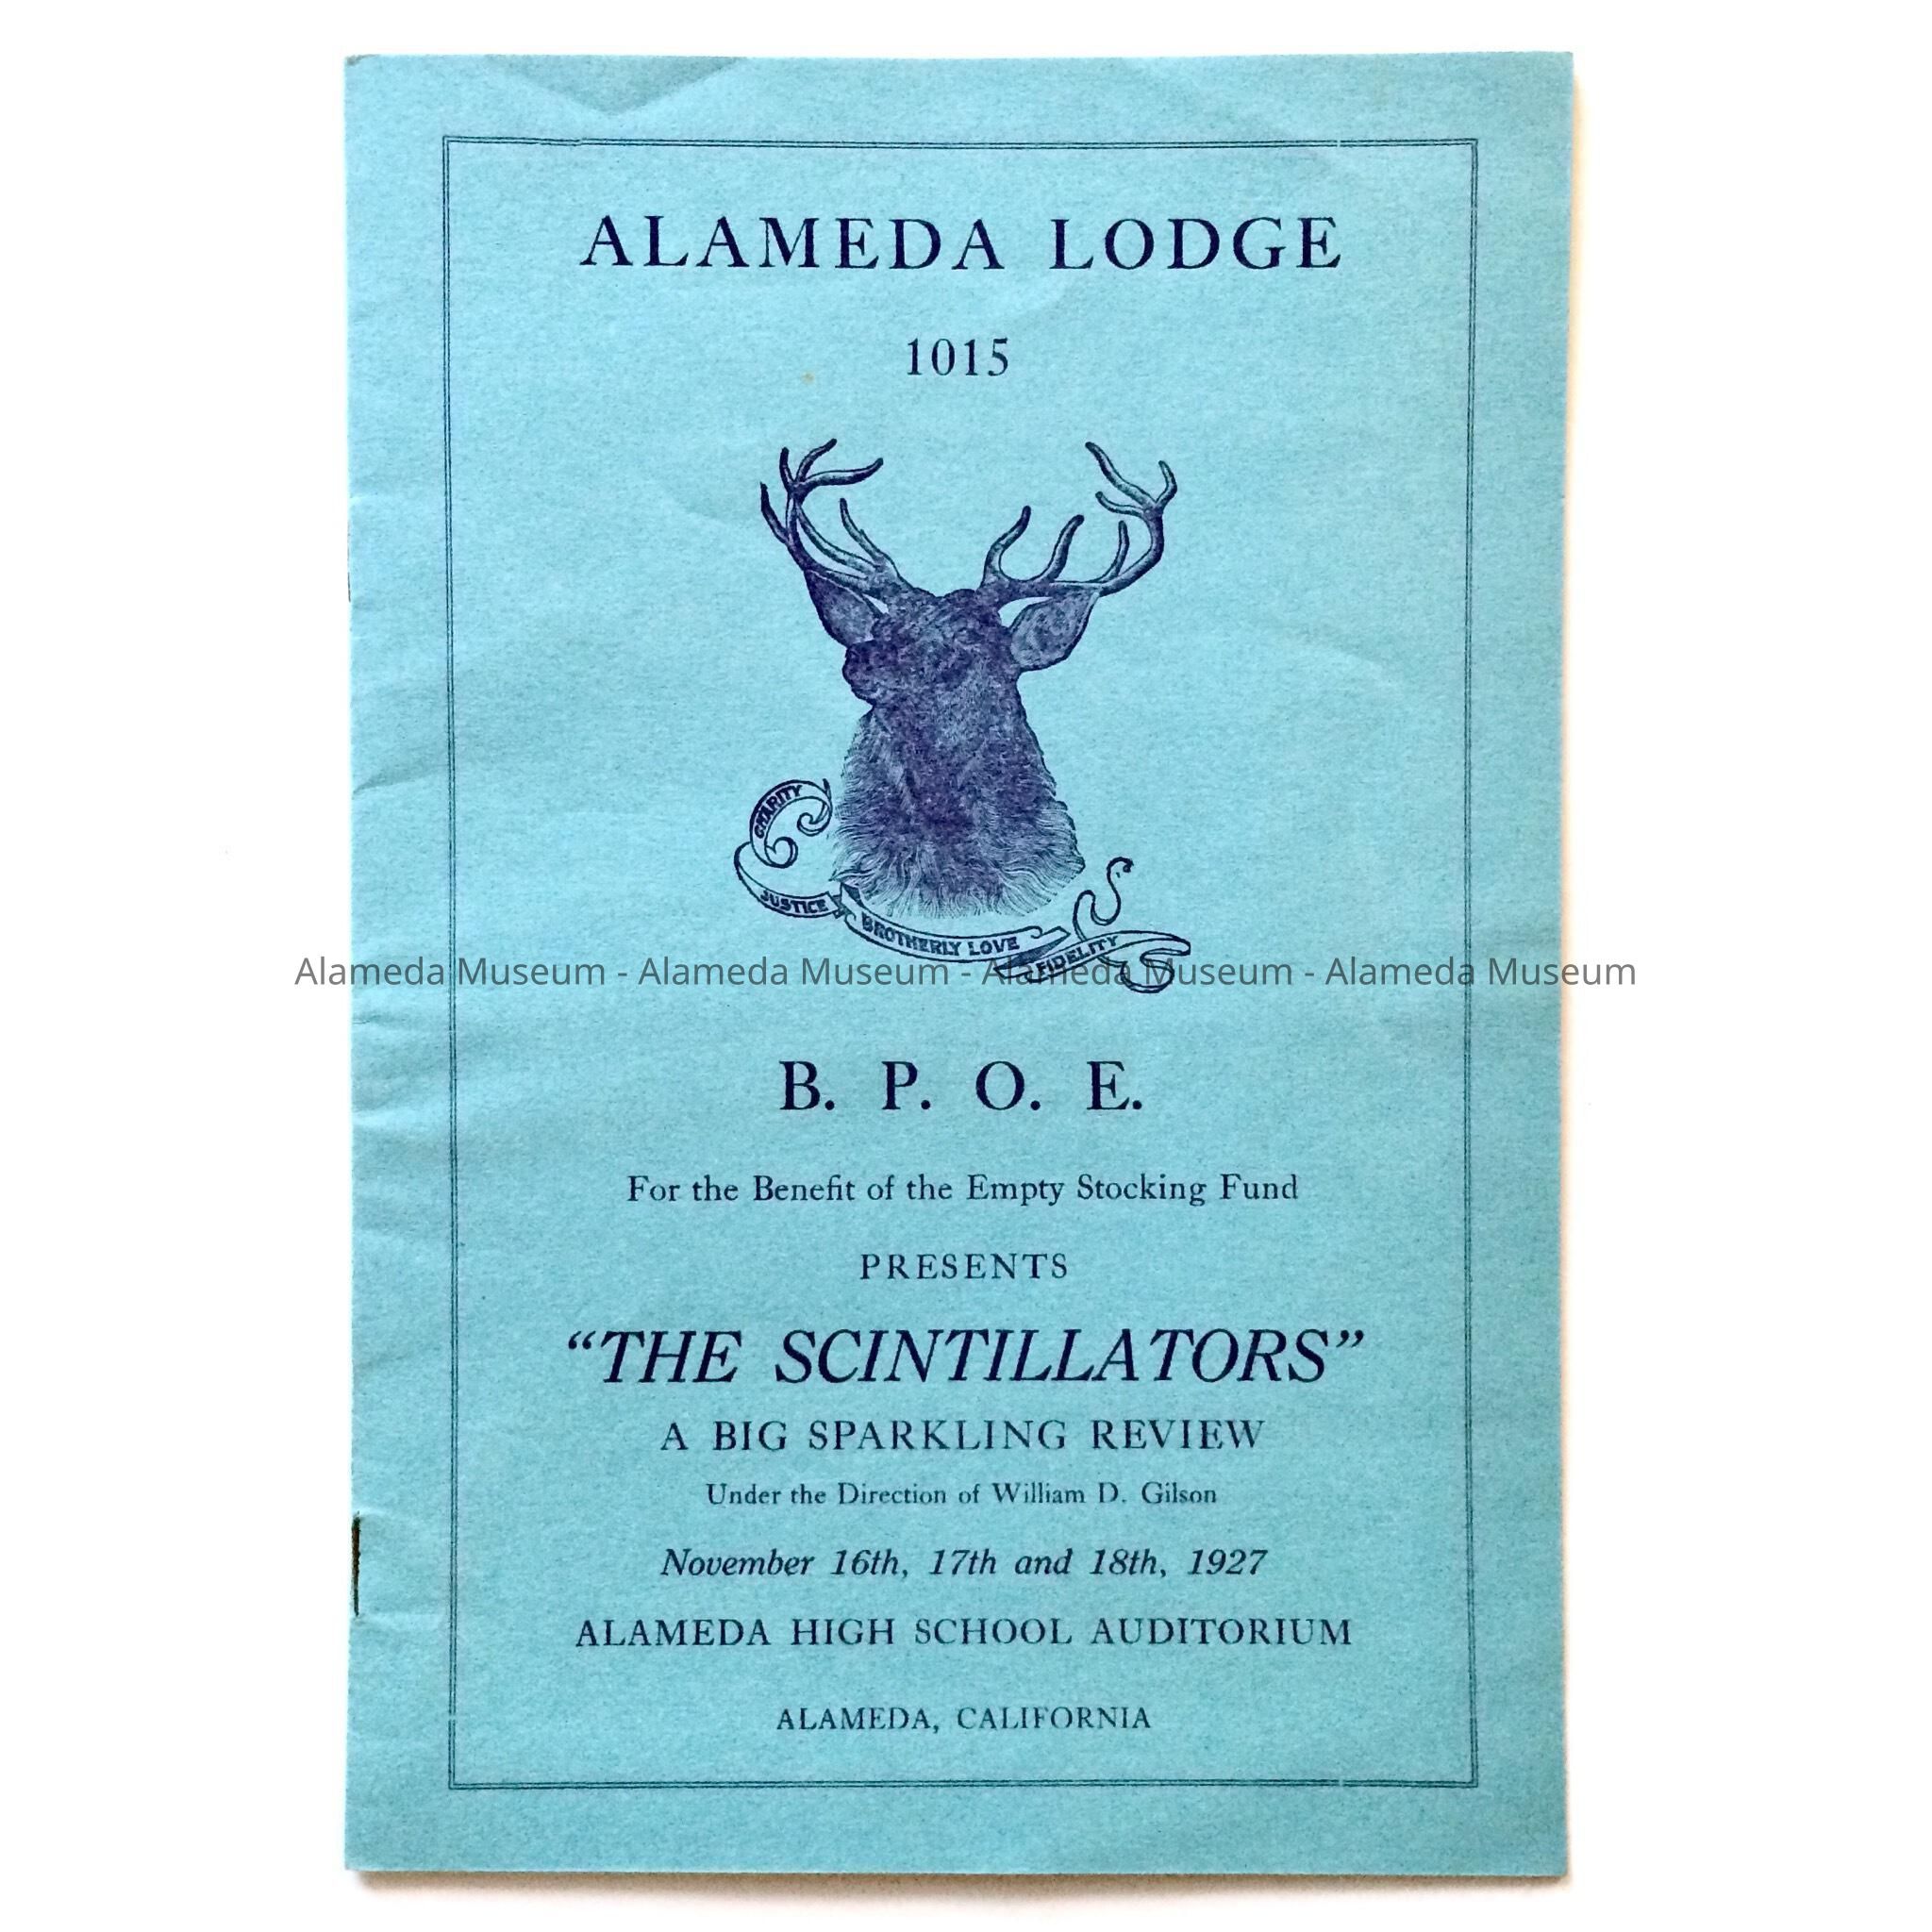 ALAMEDA LODGE
1015
CHARITY
JUSTICE
BROTHERLY LOVE
FIDELITY
Alameda Museum - Alameda Museum - Alameda Museum - Alameda Museum
B. P. O. E.
For the Benefit of the Empty Stocking Fund
PRESENTS
“THE SCINTILLATORS”
A BIG SPARKLING REVIEW
Under the Direction of William D. Gilson
November 16th, 17th and 18th, 1927
ALAMEDA HIGH SCHOOL AUDITORIUM
ALAMEDA, CALIFORNIA